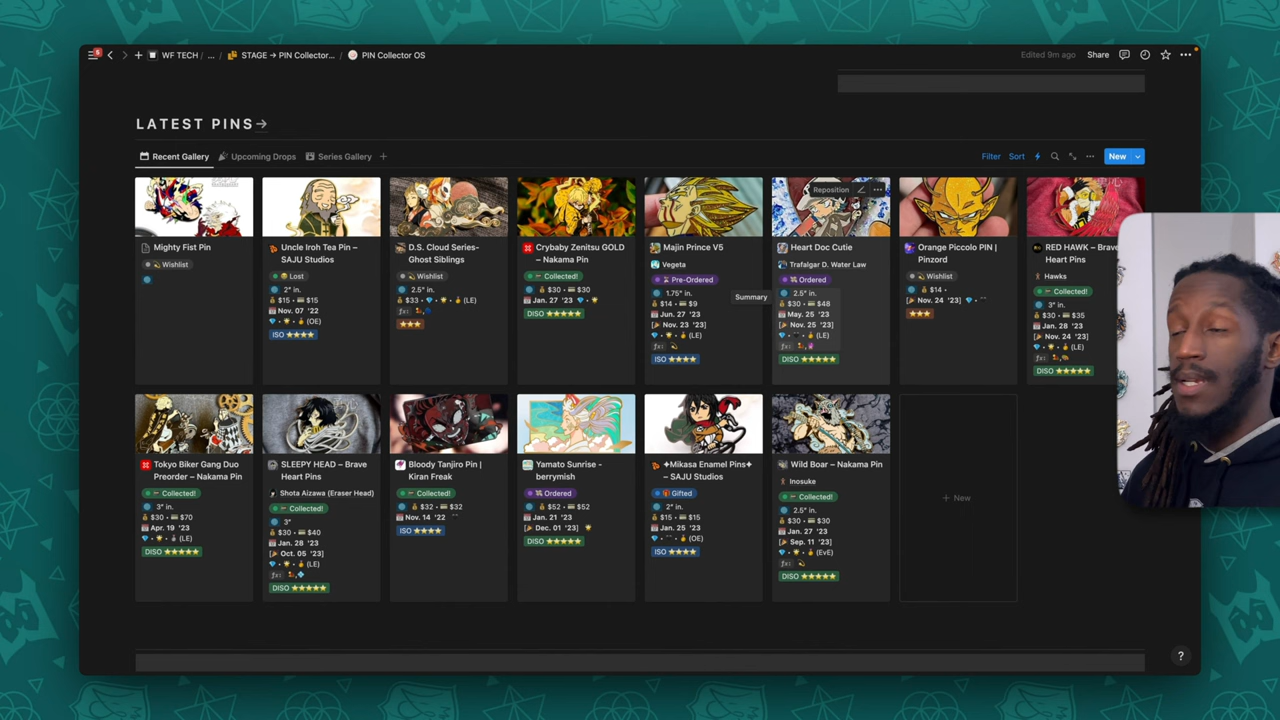 WF TECH / ... / STAGE → PIN Collector... / PIN Collector OS
Edited 9m ago Share
LATEST PINS→
Recent Gallery Upcoming Drops Series Gallery
Filter Sort New
Mighty Fist Pin
Wishlist
Uncle Iroh Tea Pin –
SAJU Studios
Lost
2" in.
$15 • $15
Nov. 07 '22
(OE)
ISO ★★★★
D.S. Cloud Series-
Ghost Siblings
Wishlist
2.5" in.
$33 • (LE)
★★★
Crybaby Zenitsu GOLD
– Nakama Pin
Collected!
$30 • $30
Jan. 27 '23
DISO ★★★★★
Majin Prince V5
Vegeta
Pre-Ordered
1.75" in.
$14 • $9
Jun. 27 '23
[ Nov. 23 '23]
(LE)
fx:
ISO ★★★★
Summary
Reposition
Heart Doc Cutie
Trafalgar D. Water Law
Ordered
2.5" in.
$30 • $48
May. 25 '23
[ Nov. 25 '23]
(LE)
fx:
DISO ★★★★★
Orange Piccolo PIN |
Pinzord
Wishlist
$14 •
[ Nov. 24 '23]
★★★
RED HAWK – Brave
Heart Pins
Hawks
Collected!
3" in.
$30 • $35
Jan. 28 '23
[ Nov. 24 '23]
(LE)
fx:
DISO ★★★★★
Tokyo Biker Gang Duo
Preorder – Nakama Pin
Collected!
3" in.
$30 • $70
Apr. 19 '23
(LE)
DISO ★★★★★
SLEEPY HEAD – Brave
Heart Pins
Shota Aizawa (Eraser Head)
Collected!
3"
$30 • $40
Jan. 28 '23
[ Oct. 05 '23]
(LE)
fx:
DISO ★★★★★
Bloody Tanjiro Pin |
Kiran Freak
Collected!
$32 • $32
Nov. 14 '22
ISO ★★★★
Yamato Sunrise -
berrymish
Ordered
$52 • $52
Jan. 21 '23
[ Dec. 01 '23]
DISO ★★★★★
✦Mikasa Enamel Pins✦
– SAJU Studios
Gifted
2" in.
$15 • $15
Jan. 25 '23
(OE)
ISO ★★★★
Wild Boar – Nakama Pin
Inosuke
Collected!
2.5" in.
$30 • $30
Jan. 27 '23
[ Sep. 11 '23]
(EvE)
fx:
DISO ★★★★★
+ New
?